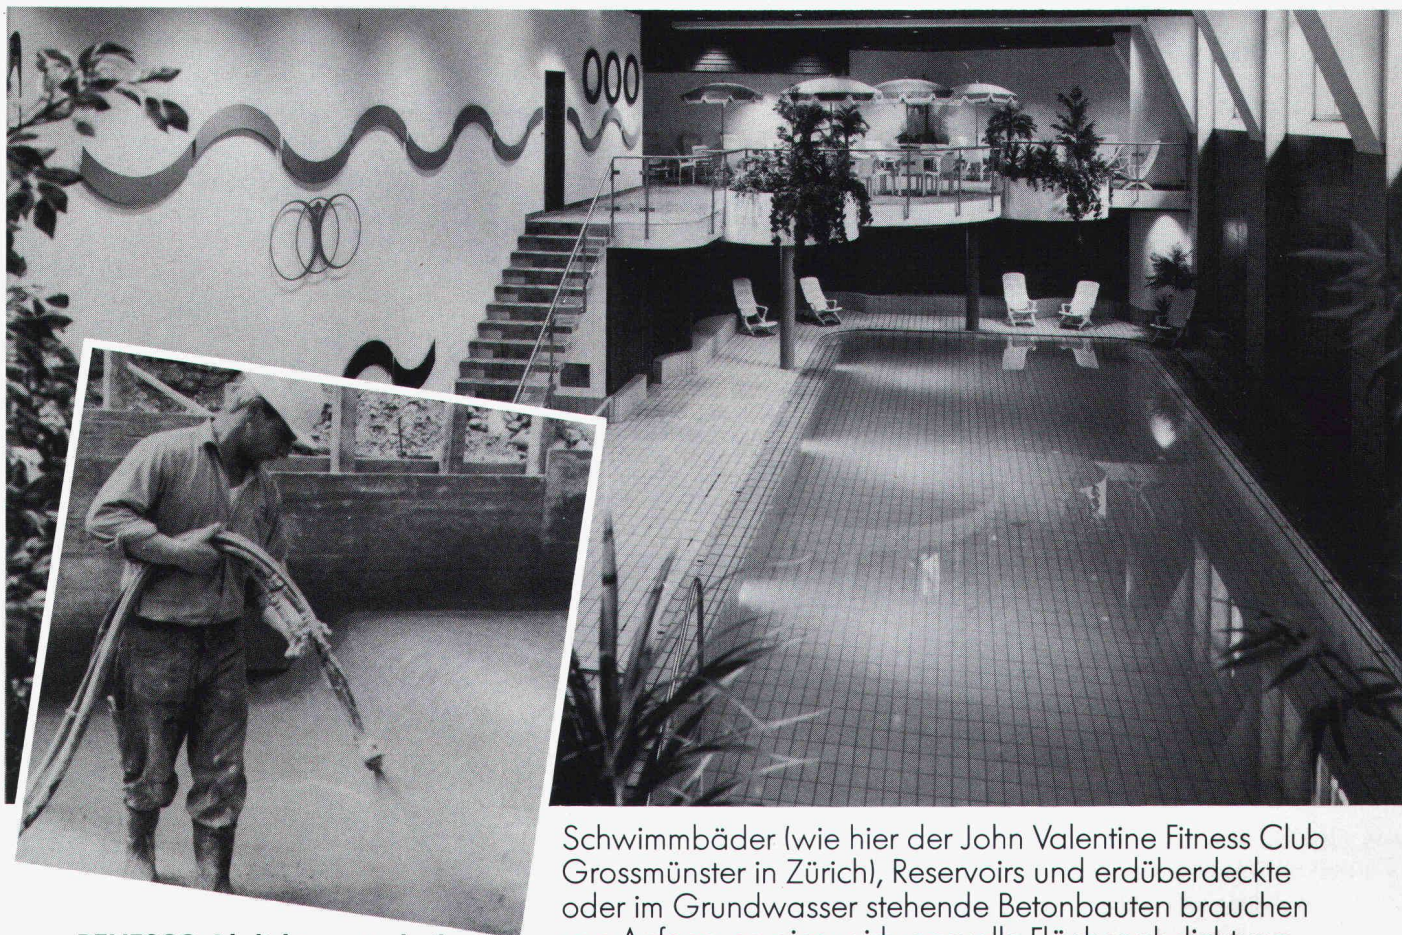 Schwimmbäder (wie hier der John Valentine Fitness Club
Grossmünster in Zürich), Reservoirs und erdüberdeckte
oder im Grundwasser stehende Betonbauten brauchen